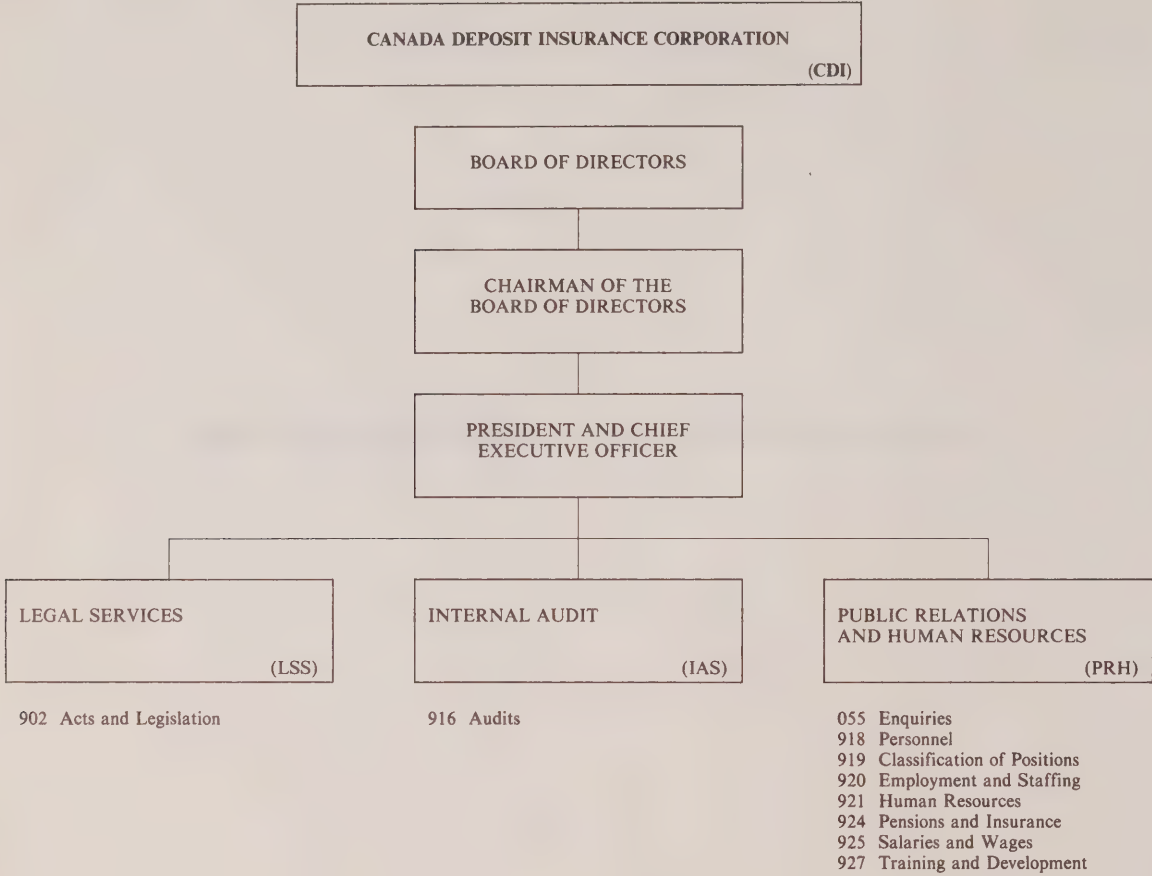 CANADA DEPOSIT INSURANCE CORPORATION
(CDI)
BOARD OF DIRECTORS
CHAIRMAN OF THE
BOARD OF DIRECTORS
PRESIDENT AND CHIEF
EXECUTIVE OFFICER
LEGAL SERVICES
(LSS)
902 Acts and Legislation
INTERNAL AUDIT
(IAS)
916 Audits
PUBLIC RELATIONS
AND HUMAN RESOURCES
(PRH)
055 Enquiries
918 Personnel
919 Classification of Positions
920 Employment and Staffing
921 Human Resources
924 Pensions and Insurance
925 Salaries and Wages
927 Training and Development